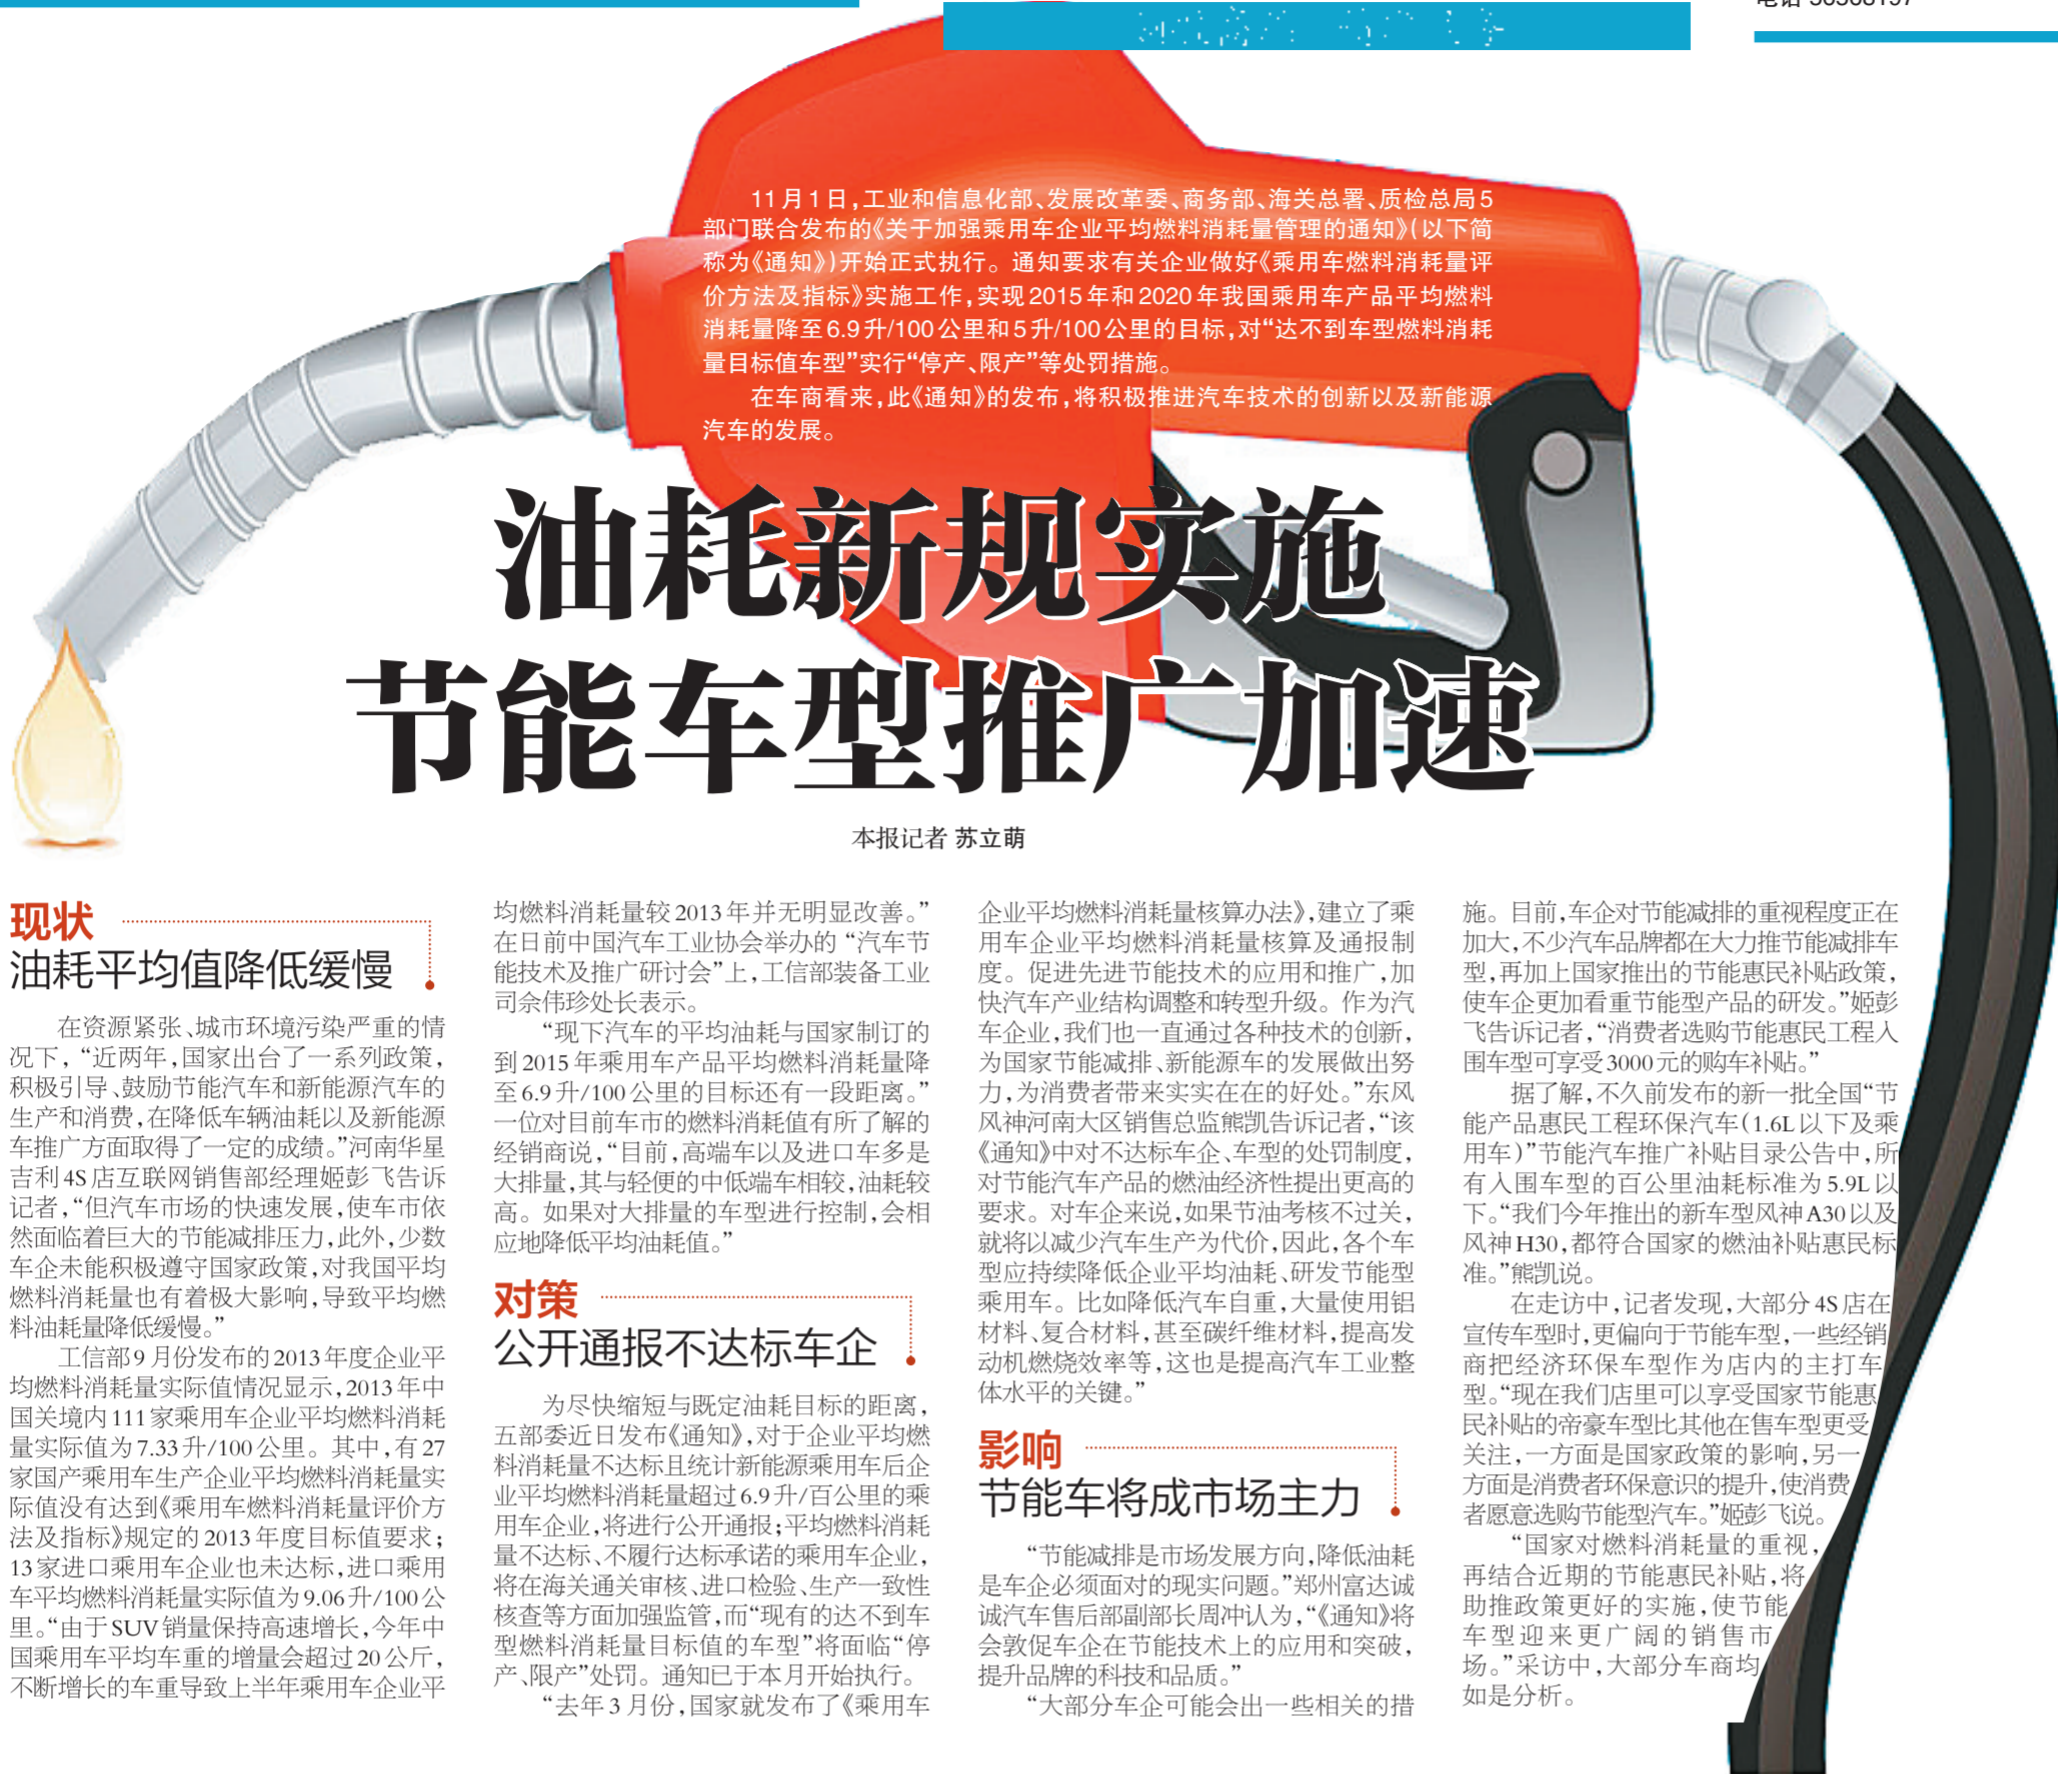 11月1日,工业和信息化部、发展改革委、商务部、海关总署、质检总局5
部门联合发布的《关于加强乘用车企业平均燃料消耗量管理的通知》(以下简
称为《通知》)开始正式执行。通知要求有关企业做好《乘用车燃料消耗量评
价方法及指标》实施工作,实现2015年和2020年我国乘用车产品平均燃料
消耗量降至6.9升/100公里和5升/100公里的目标,对“达不到车型燃料消耗
量目标值车型”实行“停产、限产”等处罚措施。
在车商看来,此《通知》的发布,将积极推进汽车技术的创新以及新能源
汽车的发展。
油耗新规实施
节能车型推广加速
本报记者 苏立萌
现状
油耗平均值降低缓慢
在资源紧张、城市环境污染严重的情
况下,“近两年,国家出台了一系列政策,
积极引导、鼓励节能汽车和新能源汽车的
生产和消费,在降低车辆油耗以及新能源
车推广方面取得了一定的成绩。”河南华星
吉利4S店互联网销售部经理姬彭飞告诉
记者,“但汽车市场的快速发展,使车市依
然面临着巨大的节能减排压力,此外,少数
车企未能积极遵守国家政策,对我国平均
燃料消耗量也有着极大影响,导致平均燃
料油耗量降低缓慢。”
工信部9月份发布的2013年度企业平
均燃料消耗量实际值情况显示,2013年中
国关境内111家乘用车企业平均燃料消耗
量实际值为7.33升/100公里。其中,有27
家国产乘用车生产企业平均燃料消耗量实
际值没有达到《乘用车燃料消耗量评价方
法及指标》规定的2013年度目标值要求;
13家进口乘用车企业也未达标,进口乘用
车平均燃料消耗量实际值为9.06升/100公
里。“由于SUV销量保持高速增长,今年中
国乘用车平均车重的增量会超过20公斤,
不断增长的车重导致上半年乘用车企业平
均燃料消耗量较2013年并无明显改善。”
在日前中国汽车工业协会举办的“汽车节
能技术及推广研讨会”上,工信部装备工业
司佘伟珍处长表示。
“现下汽车的平均油耗与国家制订的
到2015年乘用车产品平均燃料消耗量降
至6.9升/100公里的目标还有一段距离。”
一位对目前车市的燃料消耗值有所了解的
经销商说,“目前,高端车以及进口车多是
大排量,其与轻便的中低端车相较,油耗较
高。如果对大排量的车型进行控制,会相
应地降低平均油耗值。”
对策
公开通报不达标车企
为尽快缩短与既定油耗目标的距离,
五部委近日发布《通知》,对于企业平均燃
料消耗量不达标且统计新能源乘用车后企
业平均燃料消耗量超过6.9升/百公里的乘
用车企业,将进行公开通报;平均燃料消耗
量不达标、不履行达标承诺的乘用车企业,
将在海关通关审核、进口检验、生产一致性
核查等方面加强监管,而“现有的达不到车
型燃料消耗量目标值的车型”将面临“停
产、限产”处罚。通知已于本月开始执行。
“去年3月份,国家就发布了《乘用车
企业平均燃料消耗量核算办法》,建立了乘
用车企业平均燃料消耗量核算及通报制
度。促进先进节能技术的应用和推广,加
快汽车产业结构调整和转型升级。作为汽
车企业,我们也一直通过各种技术的创新,
为国家节能减排、新能源车的发展做出努
力,为消费者带来实实在在的好处。”东风
风神河南大区销售总监熊凯告诉记者,“该
《通知》中对不达标车企、车型的处罚制度,
对节能汽车产品的燃油经济性提出更高的
要求。对车企来说,如果节油考核不过关,
就将以减少汽车生产为代价,因此,各个车
型应持续降低企业平均油耗、研发节能型
乘用车。比如降低汽车自重,大量使用铝
材料、复合材料,甚至碳纤维材料,提高发
动机燃烧效率等,这也是提高汽车工业整
体水平的关键。”
影响
节能车将成市场主力
“节能减排是市场发展方向,降低油耗
是车企必须面对的现实问题。”郑州富达诚
诚汽车售后部副部长周冲认为,“《通知》将
会敦促车企在节能技术上的应用和突破,
提升品牌的科技和品质。”
“大部分车企可能会出一些相关的措
施。目前,车企对节能减排的重视程度正在
加大,不少汽车品牌都在大力推节能减排车
型,再加上国家推出的节能惠民补贴政策,
使车企更加看重节能型产品的研发。”姬彭
飞告诉记者,“消费者选购节能惠民工程入
围车型可享受3000元的购车补贴。”
据了解,不久前发布的新一批全国“节
能产品惠民工程环保汽车(1.6L以下及乘
用车)”节能汽车推广补贴目录公告中,所
有入围车型的百公里油耗标准为5.9L以
下。“我们今年推出的新车型风神A30以及
风神H30,都符合国家的燃油补贴惠民标
准。”熊凯说。
在走访中,记者发现,大部分4S店在
宣传车型时,更偏向于节能车型,一些经销
商把经济环保车型作为店内的主打车
型。“现在我们店里可以享受国家节能惠
民补贴的帝豪车型比其他在售车型更受
关注,一方面是国家政策的影响,另一
方面是消费者环保意识的提升,使消费
者愿意选购节能型汽车。”姬彭飞说。
“国家对燃料消耗量的重视,
再结合近期的节能惠民补贴,将
助推政策更好的实施,使节能
车型迎来更广阔的销售市
场。”采访中,大部分车商均
如是分析。